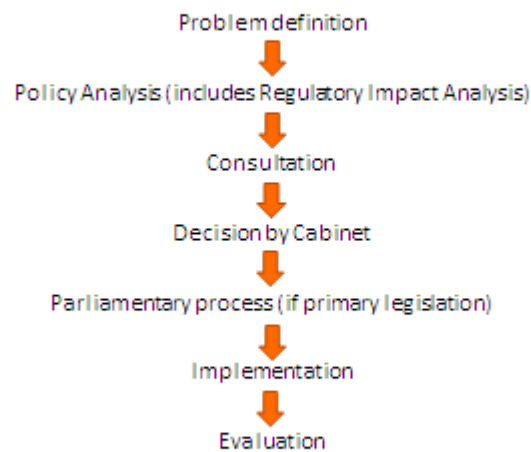 Problem definition
Policy Analysis (includes Regulatory Impact Analysis)
Consultation
Decision by Cabinet
Parliamentary process (if primary legislation)
Implementation
Evaluation